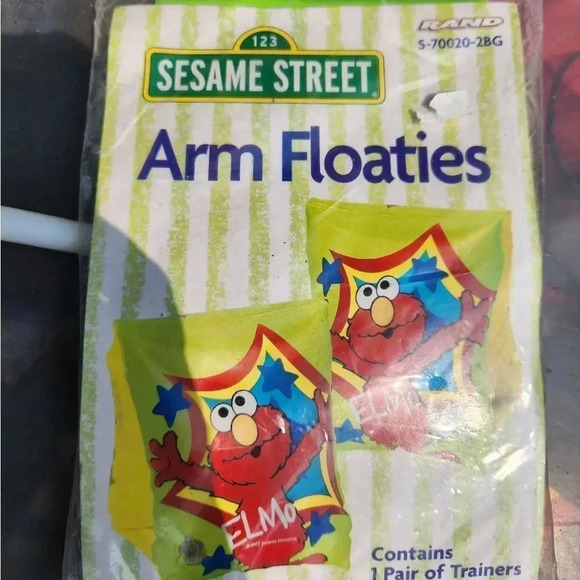 RAND
S-70020-2BG
123
SESAME STREET
Arm Floaties
ELMO
ELMO
Contains
1 Pair of Trainers